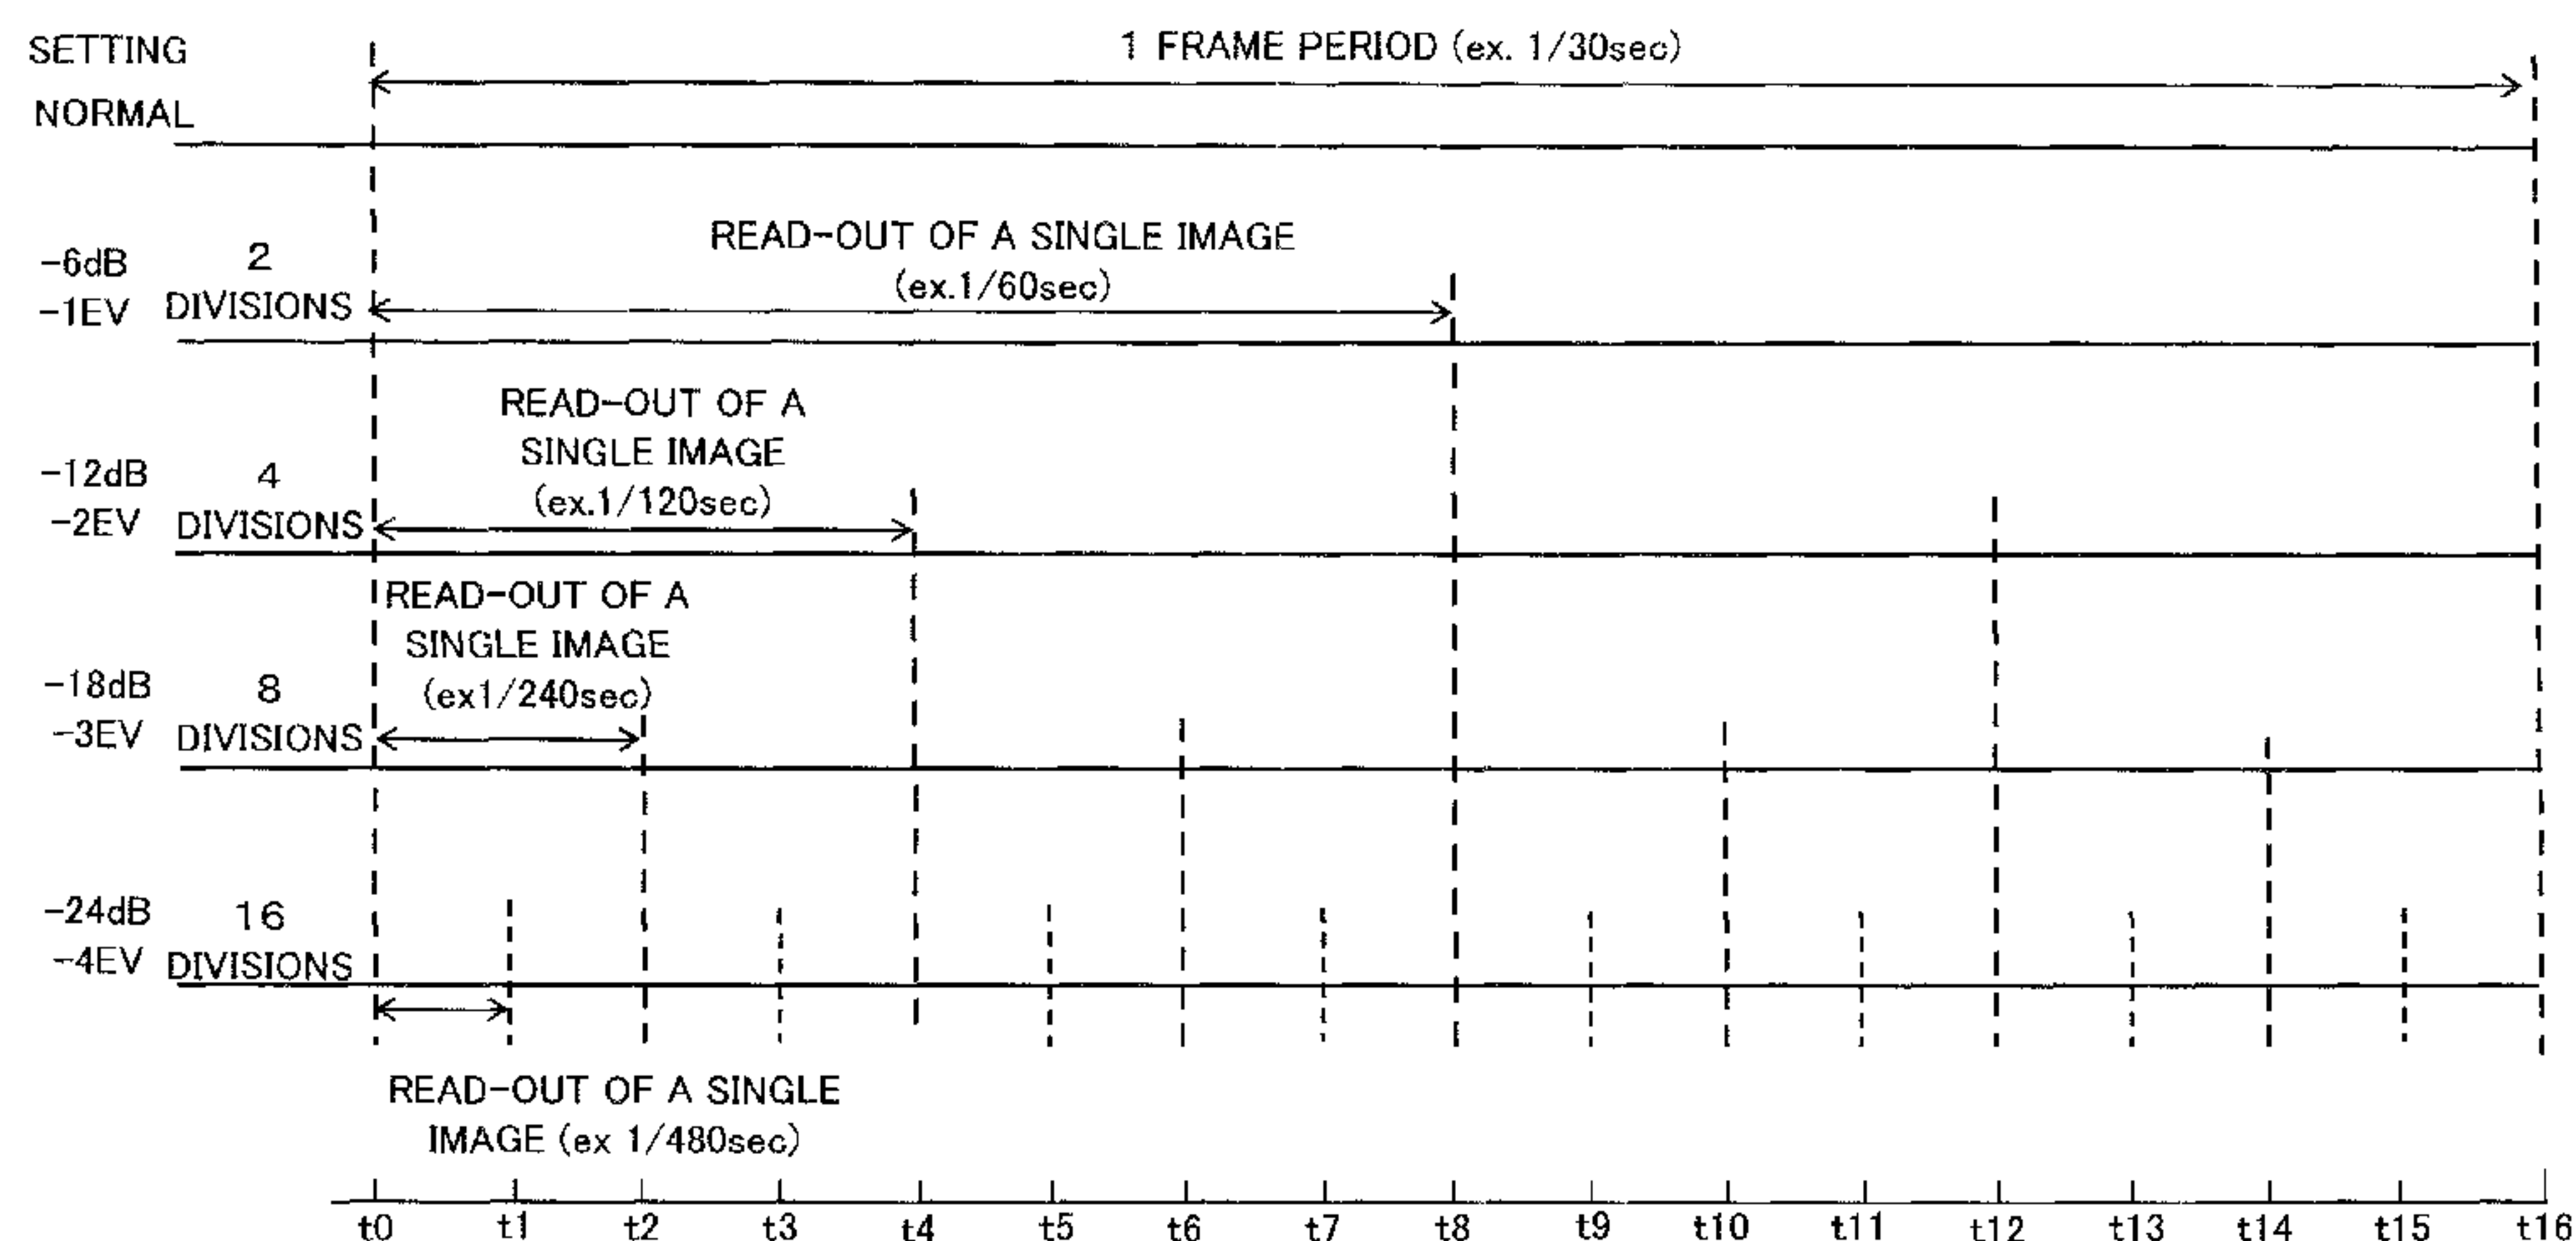 SETTING
1 FRAME PERIOD (ex. 1/30sec)
NORMAL
READ-OUT OF A SINGLE IMAGE
(ex.1/60sec)
-6dB
-1EV
2
DIVISIONS
READ-OUT OF A
SINGLE IMAGE
(ex.1/120sec)
-12dB
-2EV
4
DIVISIONS
READ-OUT OF A
SINGLE IMAGE
(ex1/240sec)
-18dB
-3EV
8
DIVISIONS
-24dB
-4EV
16
DIVISIONS
READ-OUT OF A SINGLE
IMAGE (ex 1/480sec)
t0 t1 t2 t3 t4 t5 t6 t7 t8 t9 t10 t11 t12 t13 t14 t15 t16